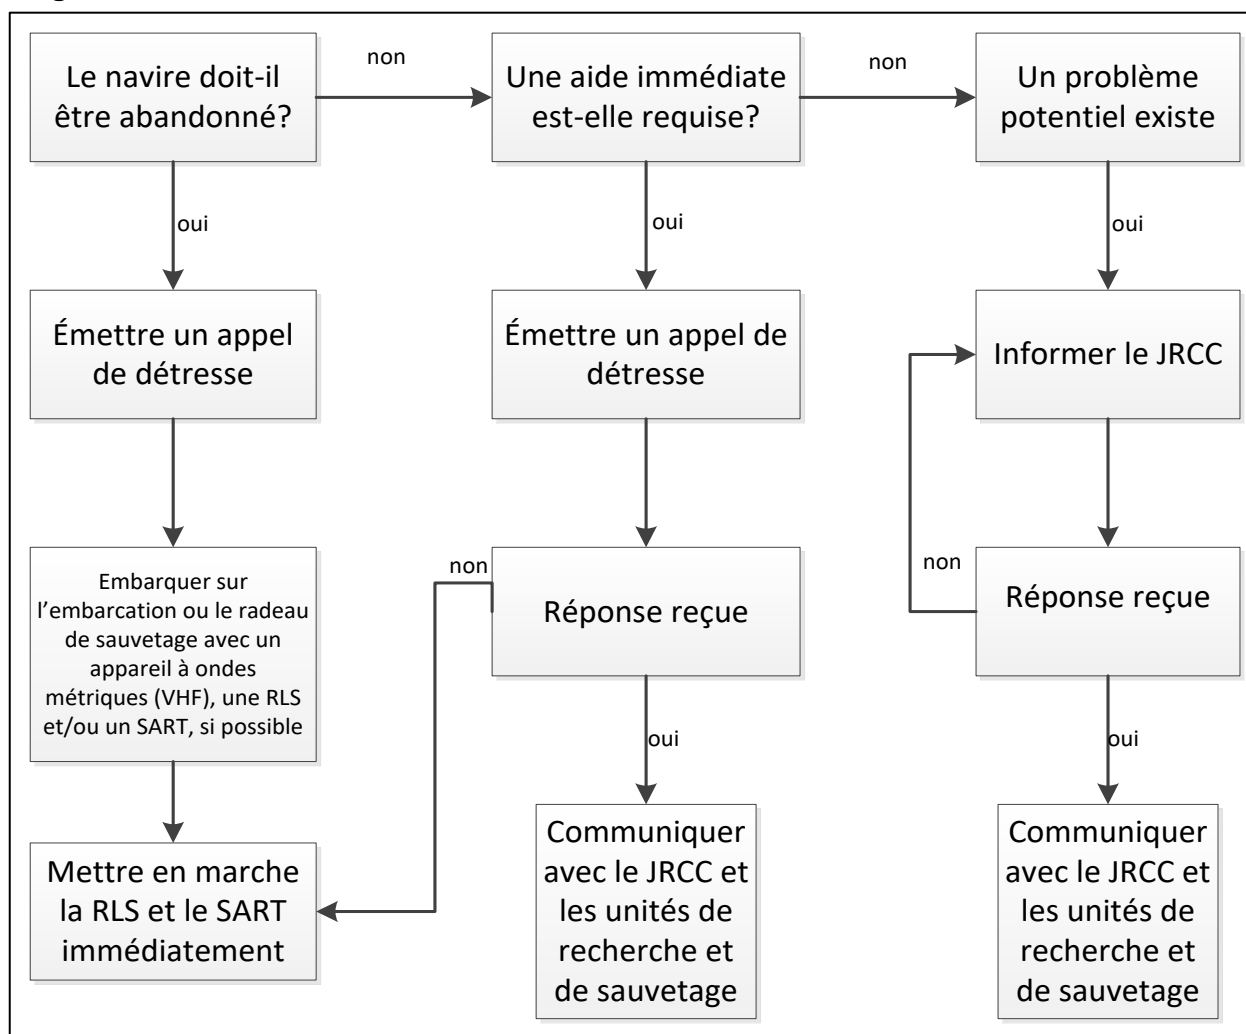 Le navire doit-il
être abandonné?
non
Une aide immédiate
est-elle requise?
non
Un problème
potentiel existe
oui
oui
oui
Émettre un appel
de détresse
Émettre un appel de
détresse
Informer le JRCC
Embarquer sur
l’embarcation ou le radeau
de sauvetage avec un
appareil à ondes
métriques (VHF), une RLS
et/ou un SART, si possible
non
Réponse reçue
non
Réponse reçue
oui
oui
Mettre en marche
la RLS et le SART
immédiatement
Communiquer
avec le JRCC et
les unités de
recherche et
de sauvetage
Communiquer
avec le JRCC et
les unités de
recherche et
de sauvetage